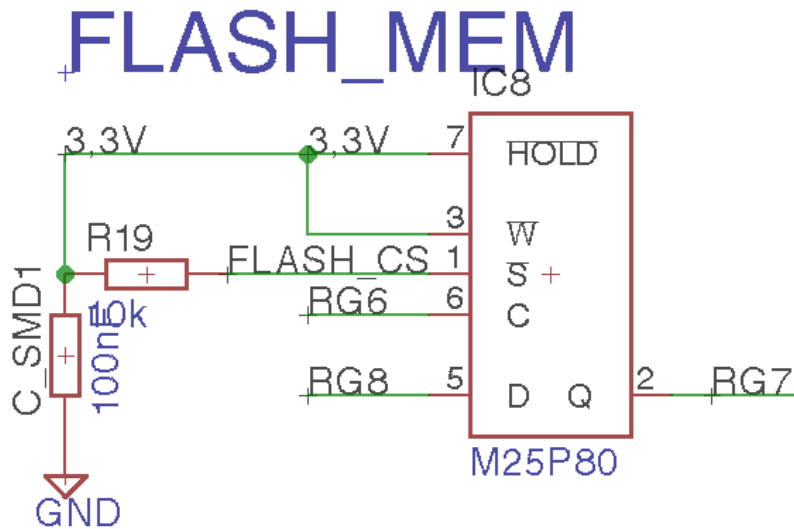 FLASH_MEM
IC8
3,3V 3,3V 7 HOLD
3 W
R19 FLASH_CS 1 S
10k RG6 6 C
C_SMD1 100nF
RG8 5 D Q 2 RG7
M25P80
GND